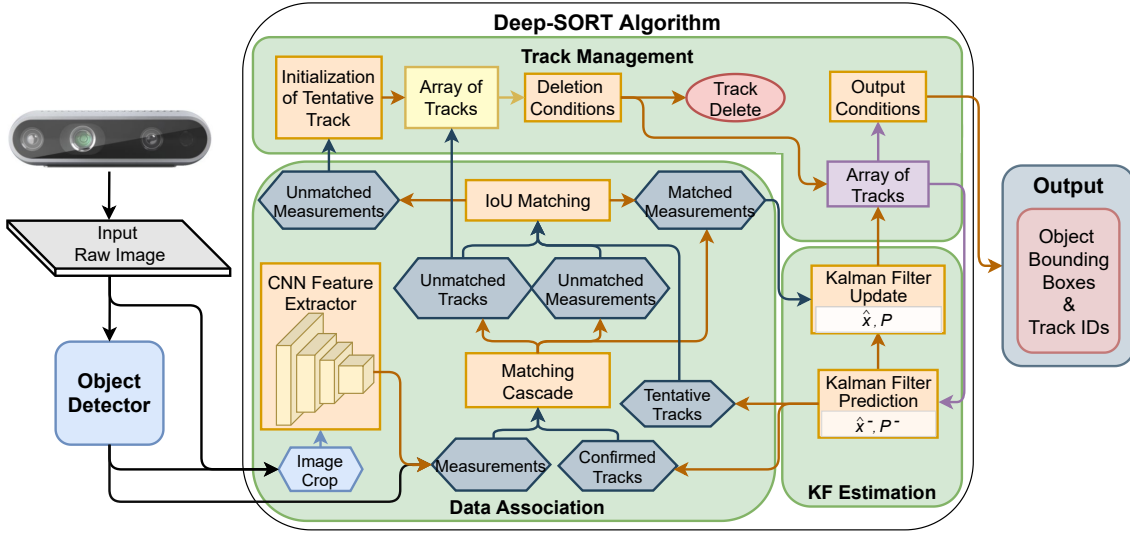 Deep-SORT Algorithm
Track Management
Initialization
of Tentative
Track
Array of
Tracks
Deletion
Conditions
Track
Delete
Output
Conditions
Array of
Tracks
Unmatched
Measurements
IoU Matching
Matched
Measurements
Input
Raw Image
CNN Feature
Extractor
Unmatched
Tracks
Unmatched
Measurements
Kalman Filter
Update
x̂ , P
Output
Object
Bounding
Boxes
&
Track IDs
Object
Detector
Matching
Cascade
Tentative
Tracks
Kalman Filter
Prediction
x̂⁻, P⁻
Image
Crop
Measurements
Confirmed
Tracks
Data Association
KF Estimation